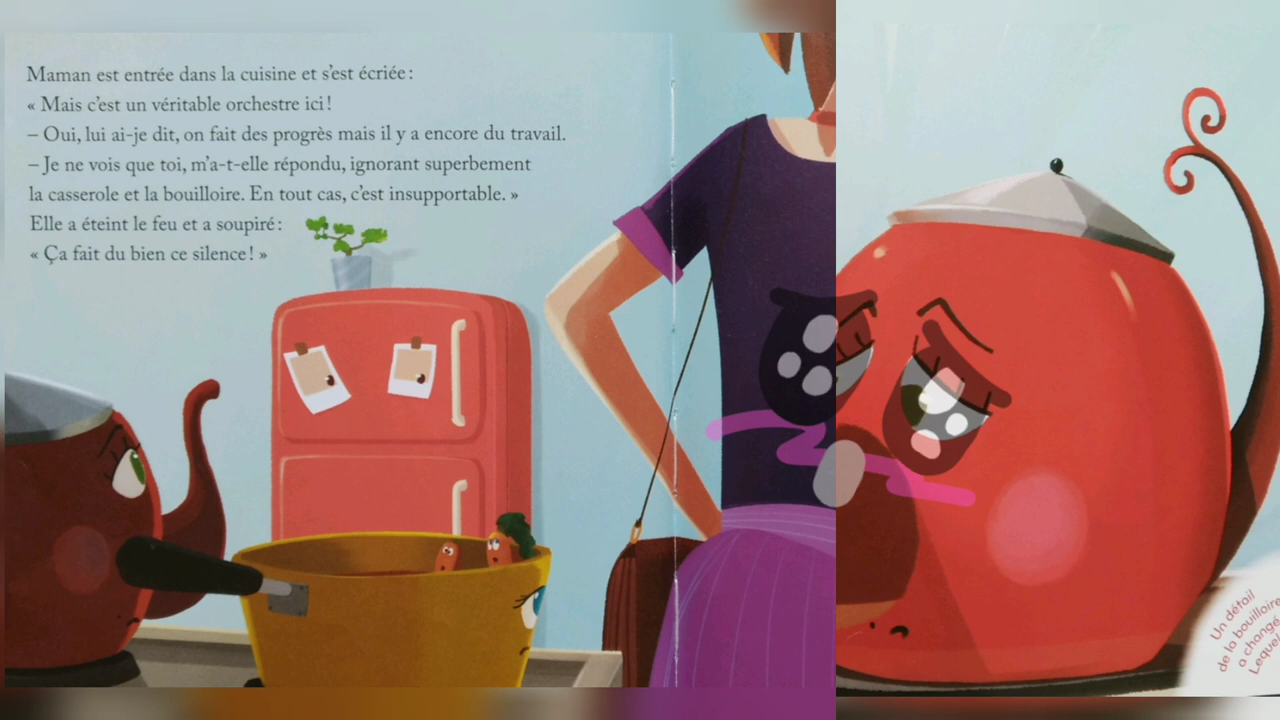 Maman est entrée dans la cuisine et s'est écriée :
« Mais c'est un véritable orchestre ici !
– Oui, lui ai-je dit, on fait des progrès mais il y a encore du travail.
– Je ne vois que toi, m'a-t-elle répondu, ignorant superbement
la casserole et la bouilloire. En tout cas, c'est insupportable. »
Elle a éteint le feu et a soupiré :
« Ça fait du bien ce silence ! »
Un détail
de la bouilloire
a changé.